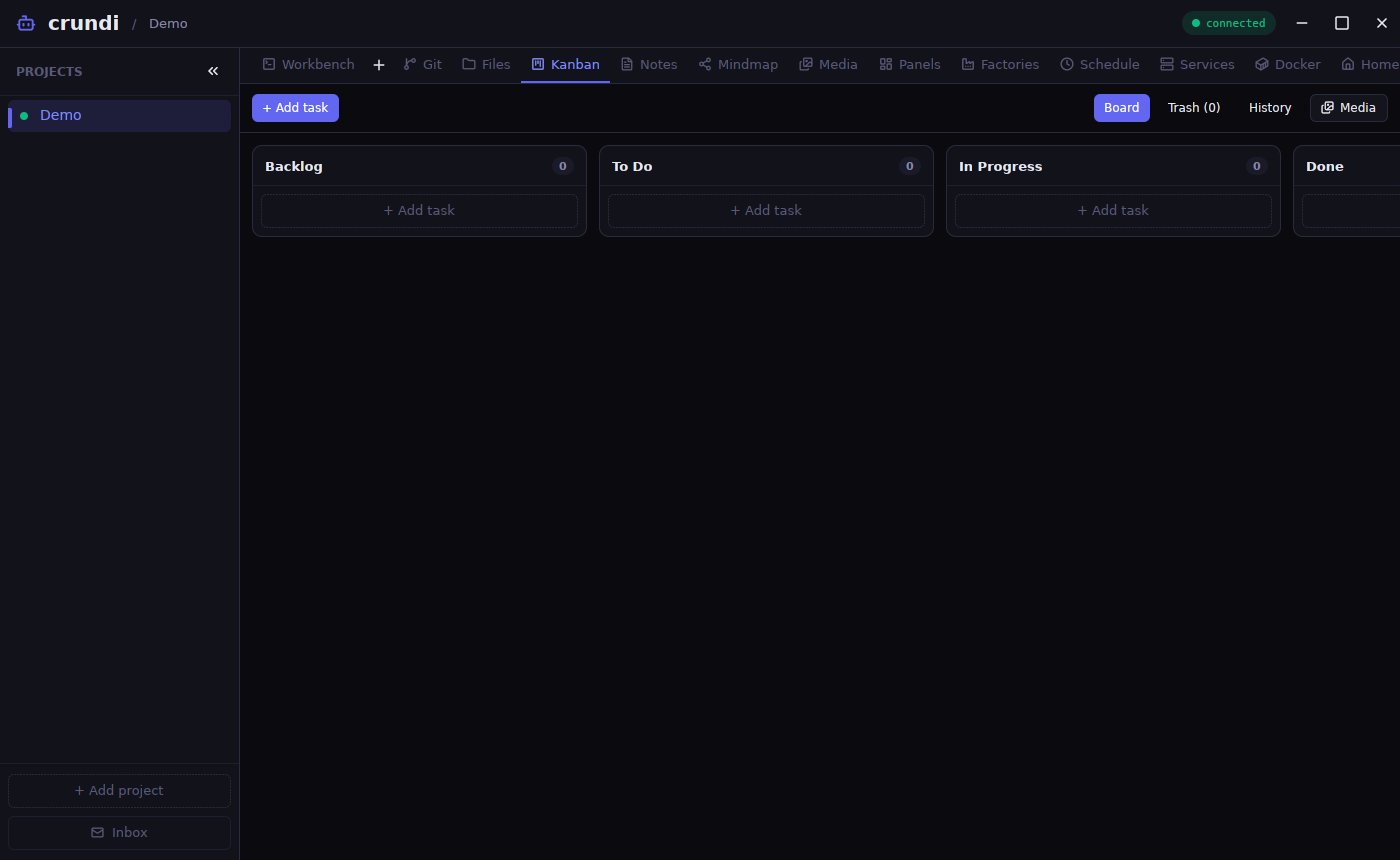 crundi / Demo
connected
PROJECTS
Workbench + Git Files Kanban Notes Mindmap Media Panels Factories Schedule Services Docker Home
Demo
+ Add task
Board Trash (0) History Media
Backlog 0
To Do 0
In Progress 0
Done
+ Add task
+ Add task
+ Add task
+ Add project
Inbox